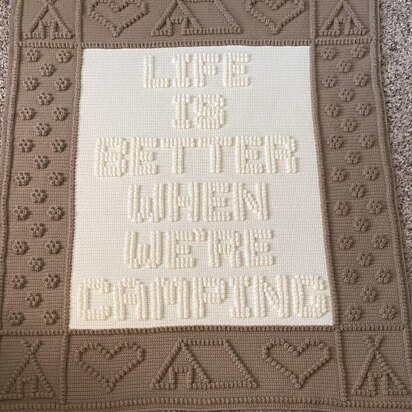 LIFE
IS
BETTER
WHEN
WE'RE
CAMPING